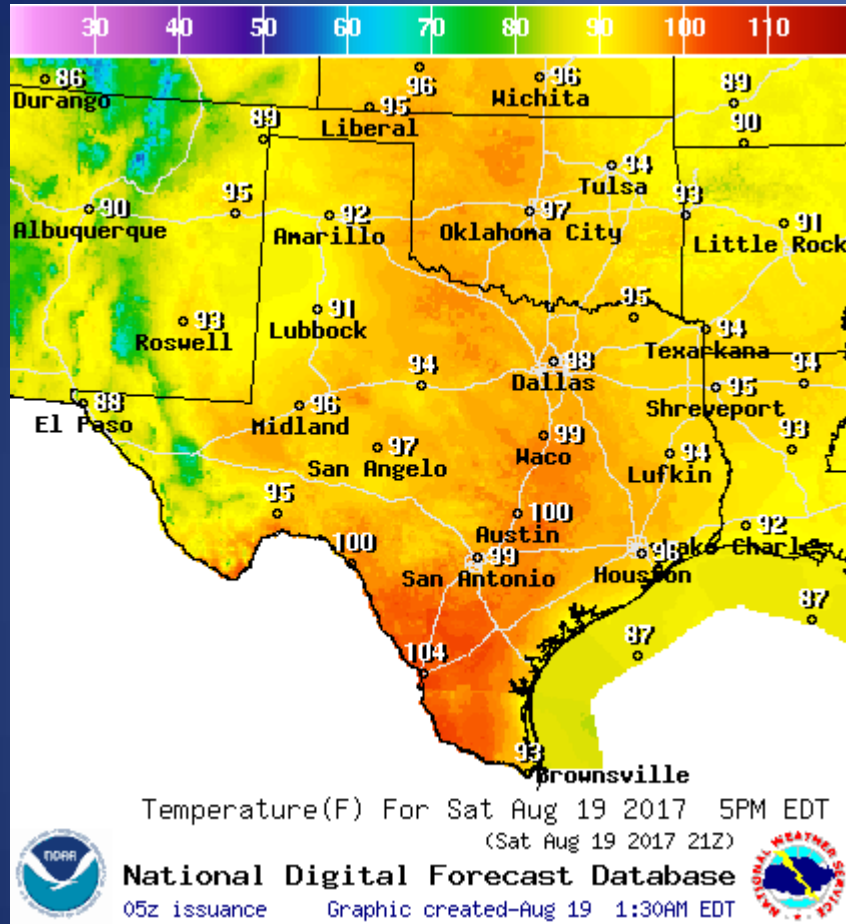 30 40 50 60 70 80 90 100 110
86
Durango
96
96
Wichita
95
Liberal
89
89
90
94
Tulsa
90
Albuquerque
95
92
Amarillo
97
Oklahoma City
93
91
Little Rock
93
Roswell
91
Lubbock
95
94
Texarkana
98
Dallas
94
88
El Paso
96
Midland
95
Shreveport
94
97
San Angelo
99
Waco
94
Lufkin
93
95
100
Austin
92
Lake Charles
100
99
San Antonio
98
Houston
87
87
104
93
Brownsville
Temperature(F) For Sat Aug 19 2017 5PM EDT
(Sat Aug 19 2017 21Z)
NOAA
National Digital Forecast Database
05z issuance Graphic created-Aug 19 1:30AM EDT
NATIONAL WEATHER SERVICE